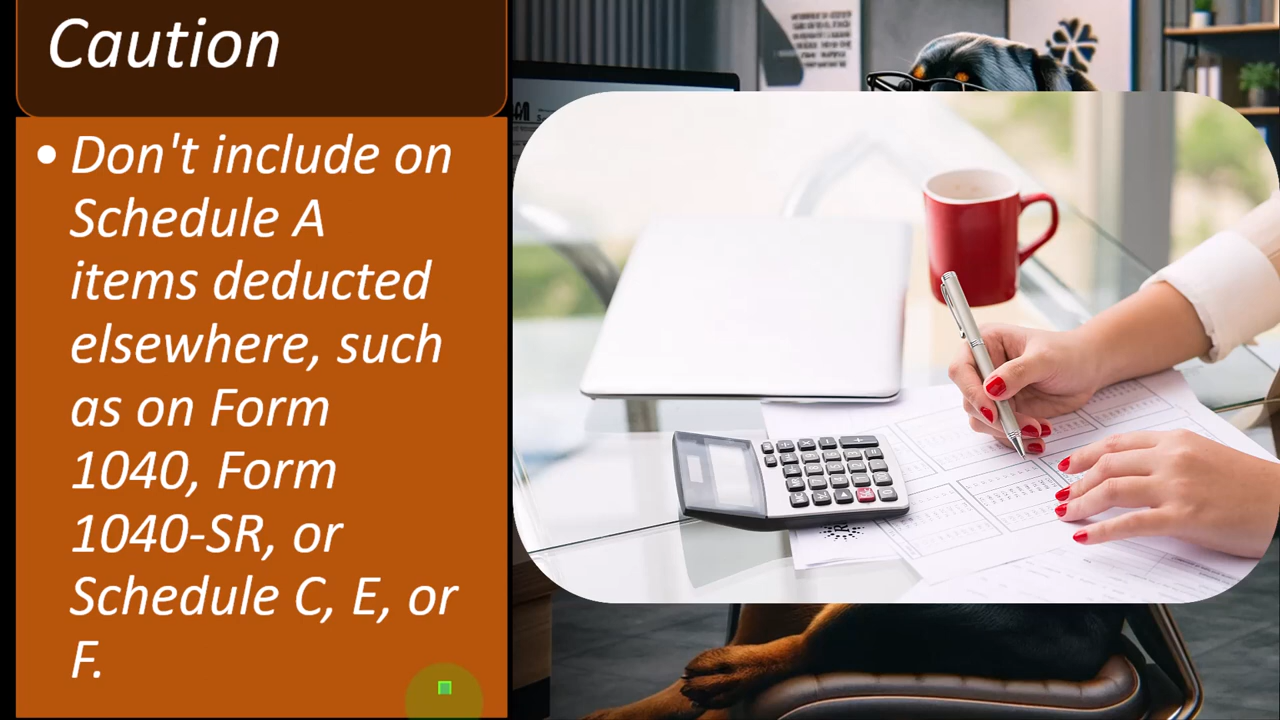 Caution
• Don't include on
Schedule A
items deducted
elsewhere, such
as on Form
1040, Form
1040-SR, or
Schedule C, E, or
F.